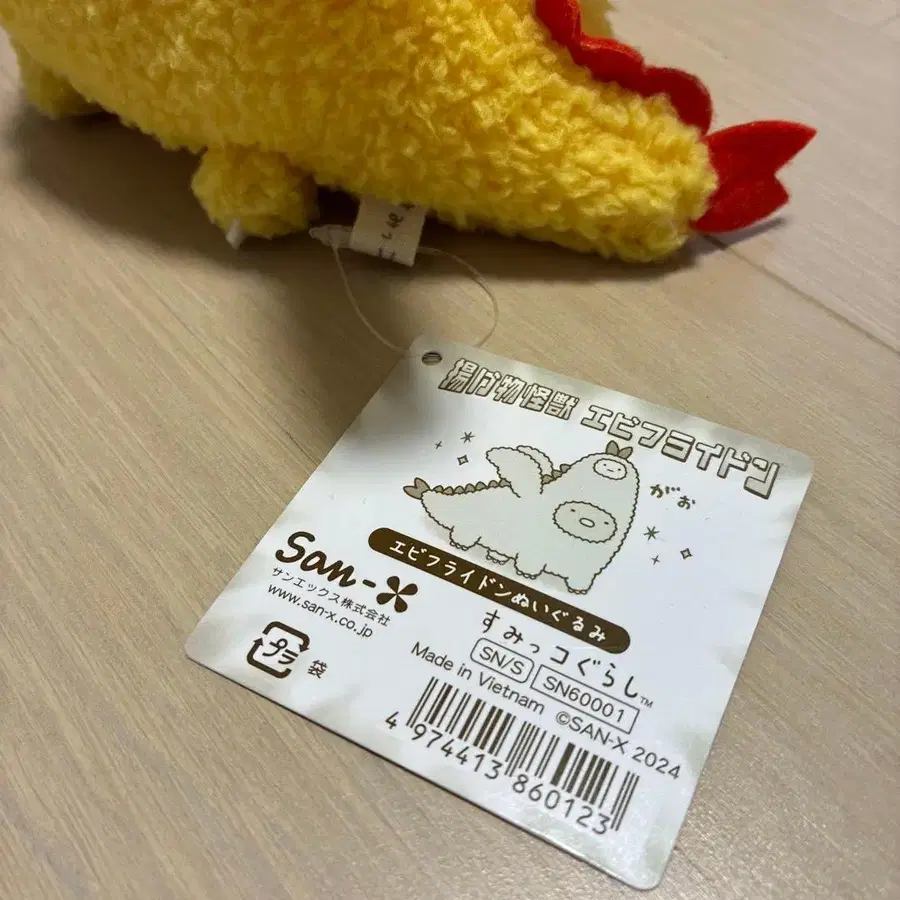 揚げ物怪獣 エビフライドン
がお
エビフライドンぬいぐるみ
San-X
サンエックス株式会社
www.san-x.co.jp
プラ
袋
すみっコぐらし™
SN/S SN60001
Made in Vietnam ©SAN-X 2024
4 974413 860123